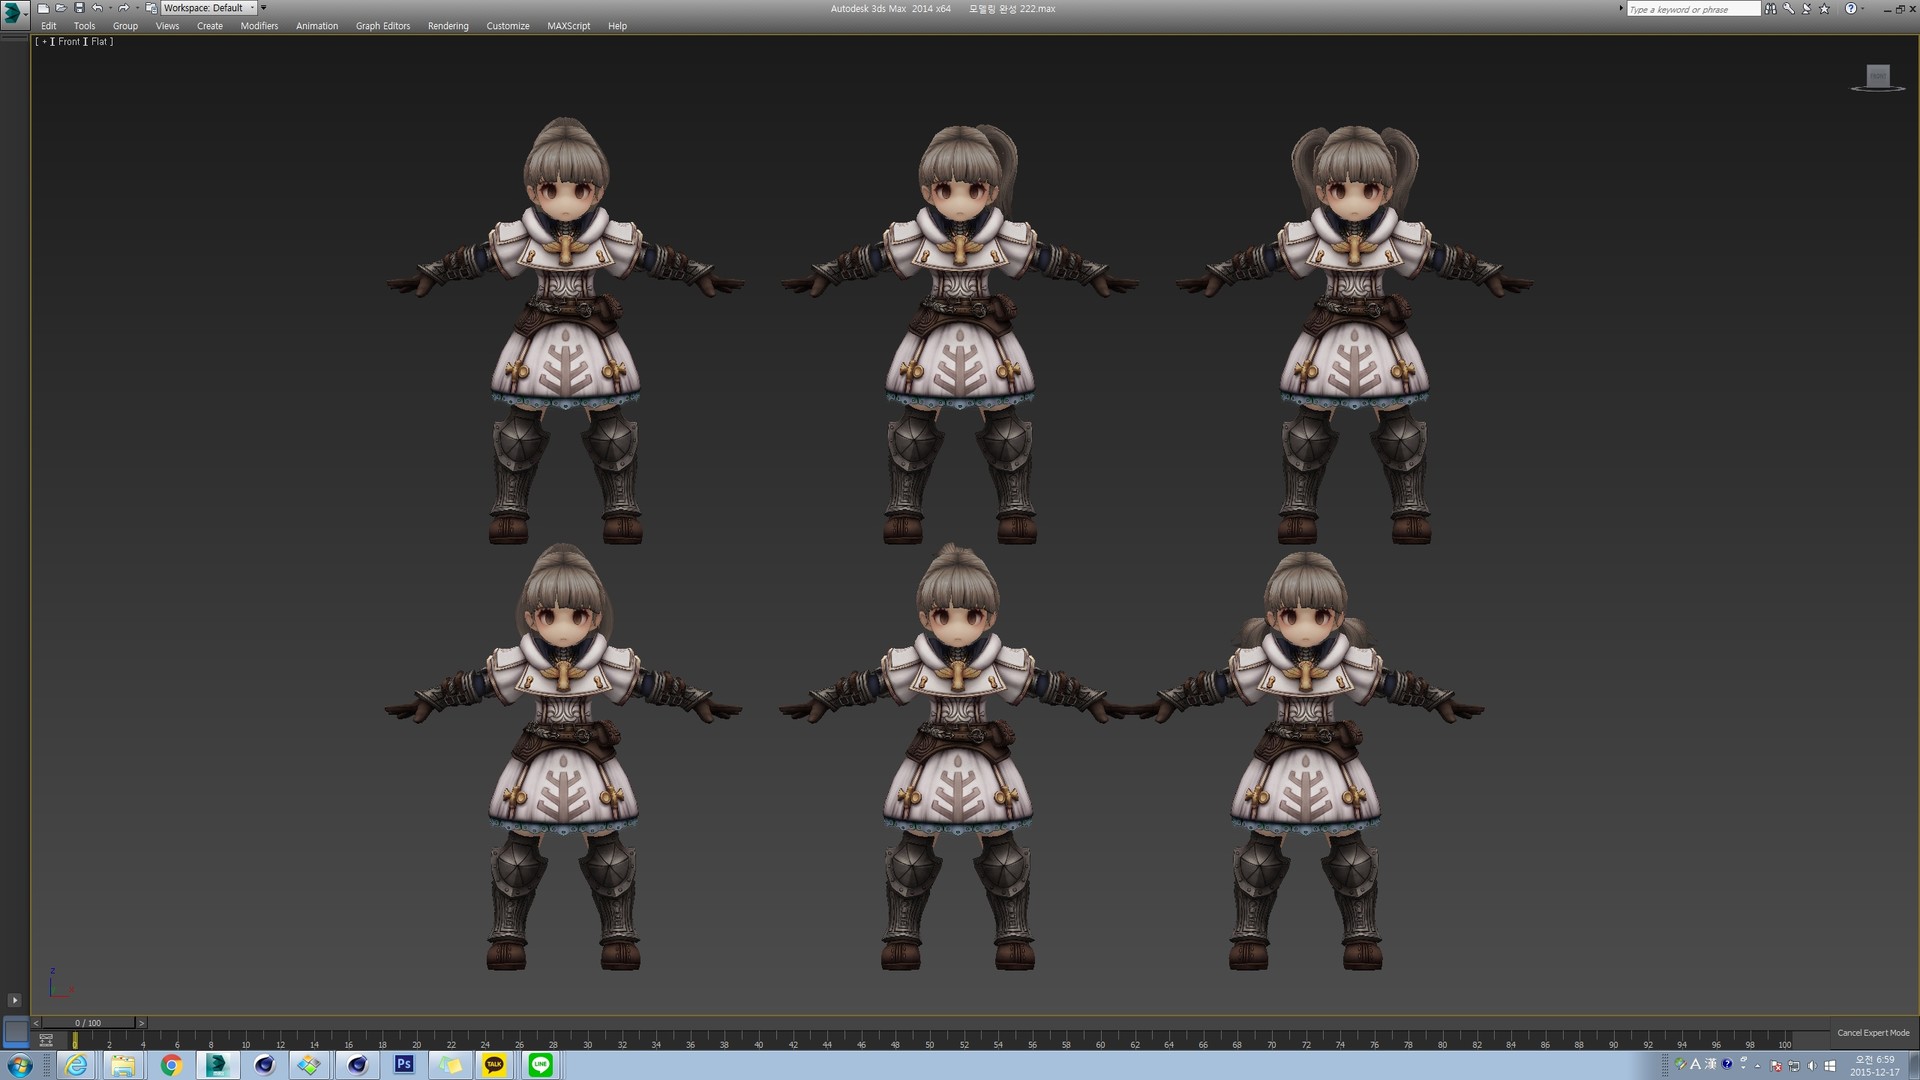 Workspace: Default
Autodesk 3ds Max 2014 x64 모델링 완성 222.max
Type a keyword or phrase
Edit Tools Group Views Create Modifiers Animation Graph Editors Rendering Customize MAXScript Help
[ + ] Front ] Flat ]
FRONT
z
x
< 0 / 100 >
0 2 4 6 8 10 12 14 16 18 20 22 24 26 28 30 32 34 36 38 40 42 44 46 48 50 52 54 56 58 60 62 64 66 68 70 72 74 76 78 80 82 84 86 88 90 92 94 96 98 100
Cancel Expert Mode
Ps
TALK
LINE
A 漢
오전 6:59
2015-12-17